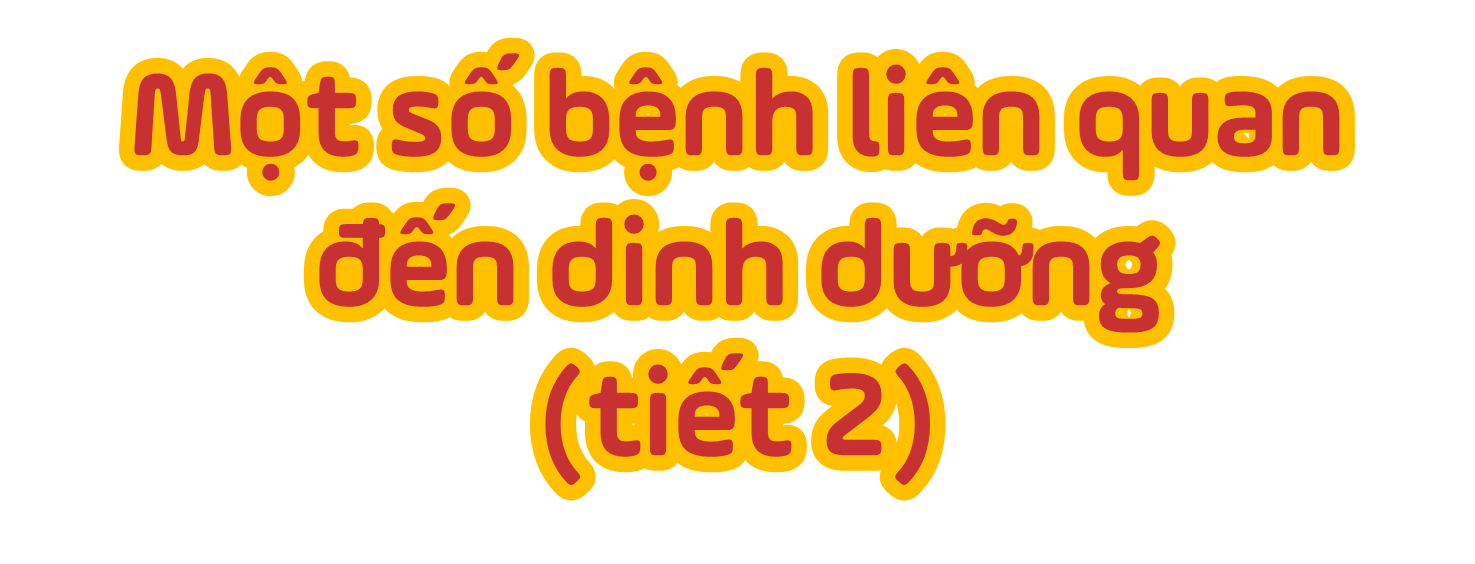 Một số bệnh liên quan
đến dinh dưỡng
(tiết 2)